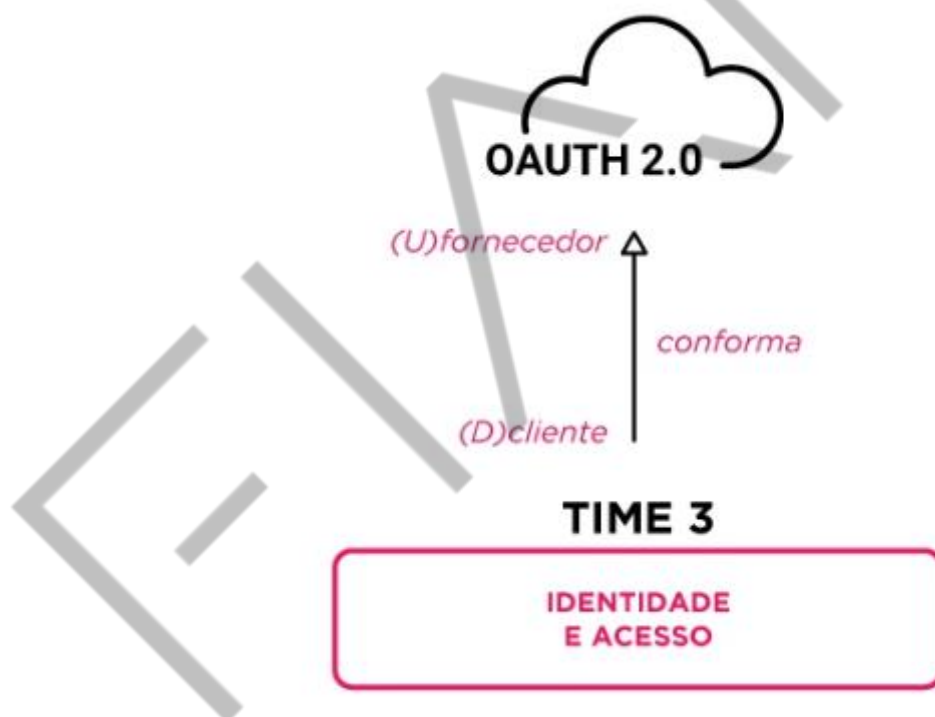 OAUTH 2.0
(U)fornecedor
conforma
(D)cliente
TIME 3
IDENTIDADE
E ACESSO